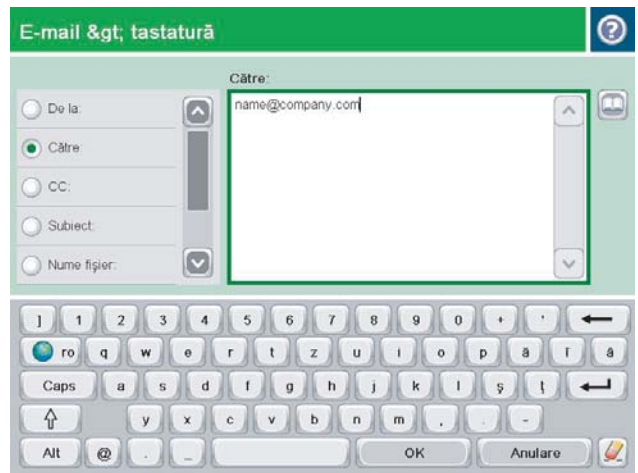 E-mail &gt; tastatură
?
Către:
De la:
name@company.com
Către:
CC:
Subiect:
Nume fişier:
] 1 2 3 4 5 6 7 8 9 0 + '
ro q w e r t z u i o p ă î â
Caps a s d f g h j k l ş ţ
y x c v b n m , . -
Alt @ . _ OK Anulare